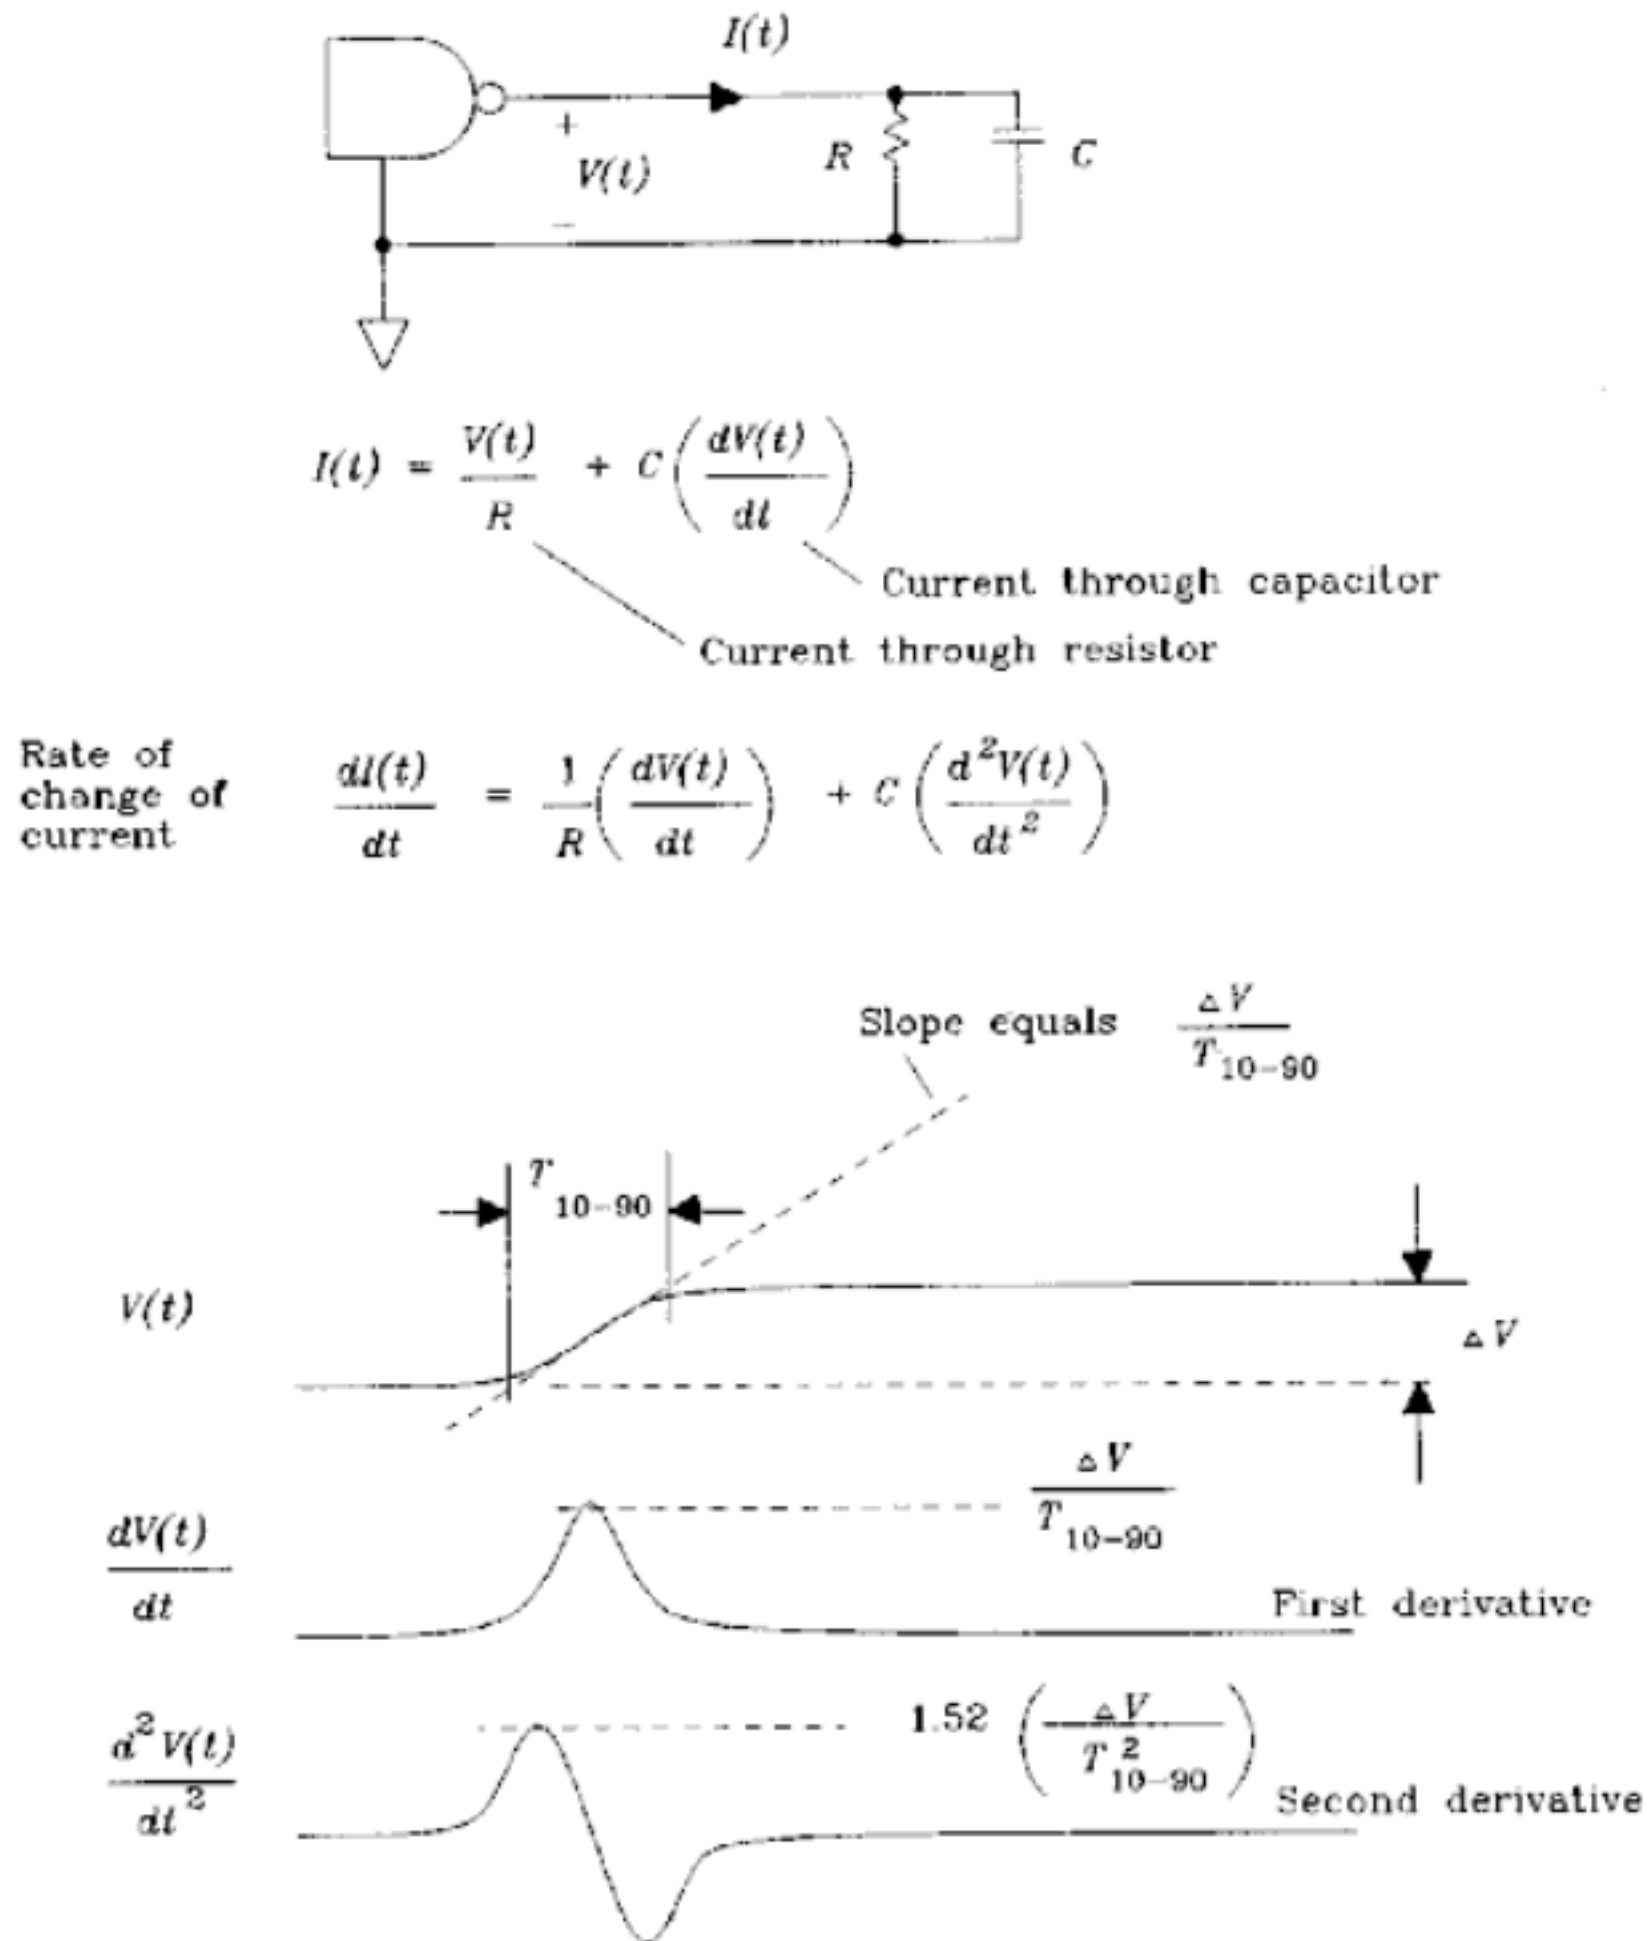 I(t)
+
V(t)
−
R
C
I(t) = V(t)/R + C(dV(t)/dt)
Current through capacitor
Current through resistor
Rate of
change of
current
dI(t)/dt = 1/R(dV(t)/dt) + C(d²V(t)/dt²)
Slope equals ΔV/T₁₀₋₉₀
T₁₀₋₉₀
V(t)
ΔV
ΔV/T₁₀₋₉₀
dV(t)/dt
First derivative
1.52 (ΔV/T²₁₀₋₉₀)
d²V(t)/dt²
Second derivative